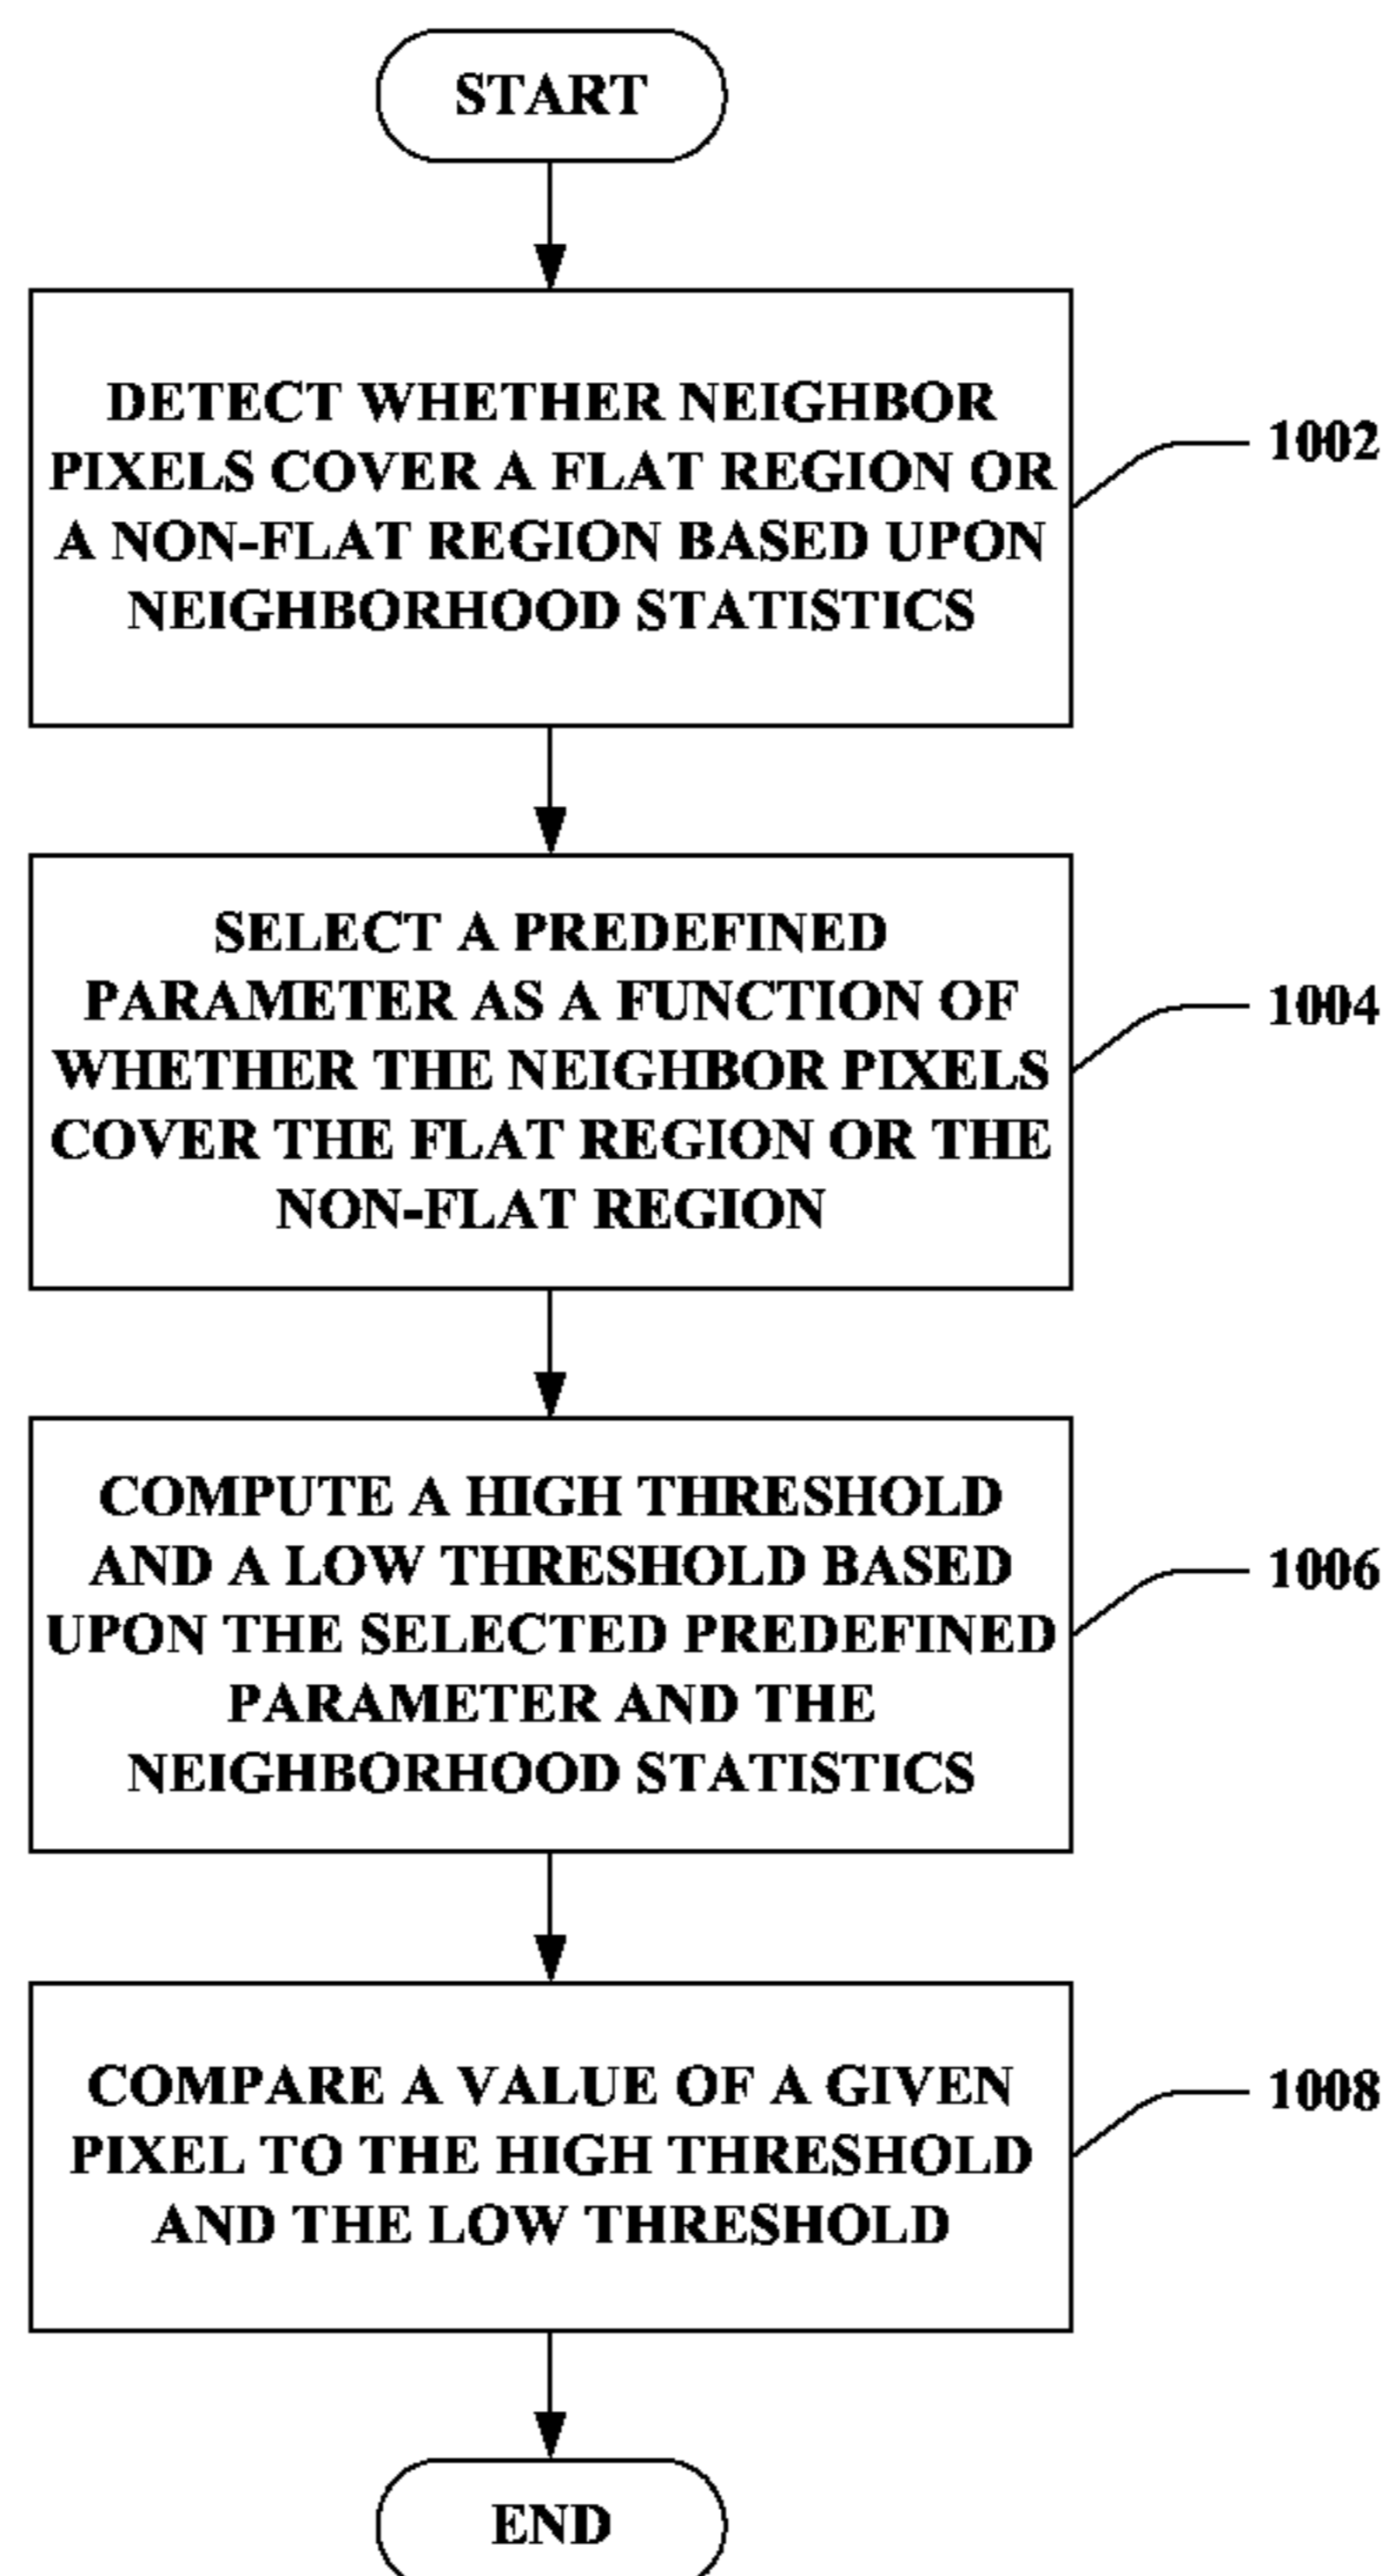 START
DETECT WHETHER NEIGHBOR
PIXELS COVER A FLAT REGION OR
A NON-FLAT REGION BASED UPON
NEIGHBORHOOD STATISTICS
1002
SELECT A PREDEFINED
PARAMETER AS A FUNCTION OF
WHETHER THE NEIGHBOR PIXELS
COVER THE FLAT REGION OR THE
NON-FLAT REGION
1004
COMPUTE A HIGH THRESHOLD
AND A LOW THRESHOLD BASED
UPON THE SELECTED PREDEFINED
PARAMETER AND THE
NEIGHBORHOOD STATISTICS
1006
COMPARE A VALUE OF A GIVEN
PIXEL TO THE HIGH THRESHOLD
AND THE LOW THRESHOLD
1008
END